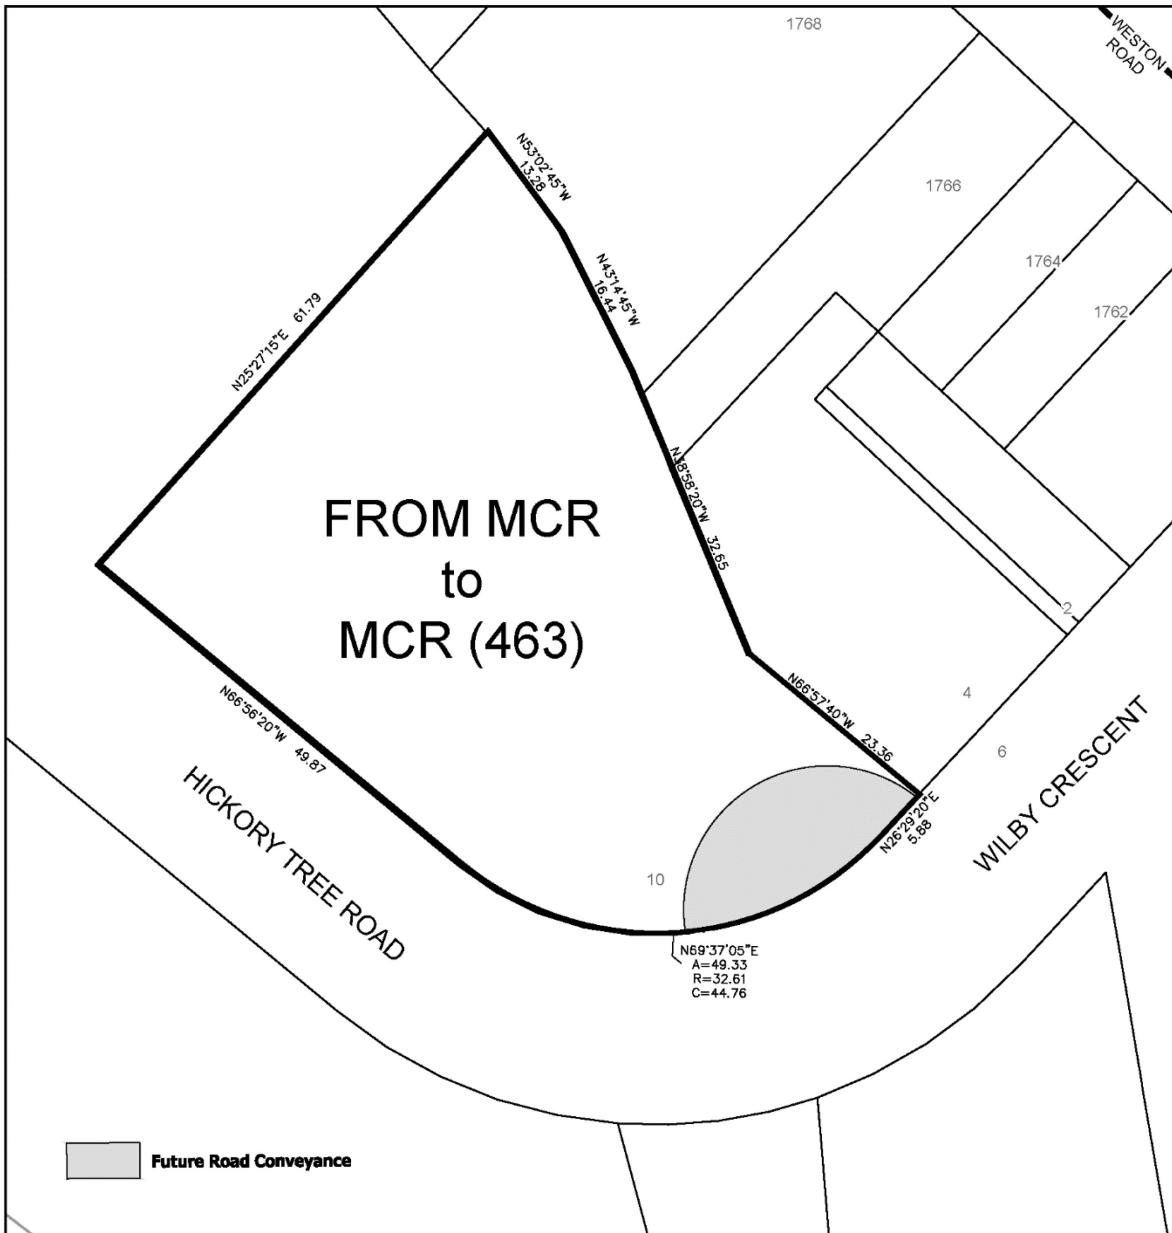 1768
WESTON
ROAD
N53°02'45"W
13.28
1766
N43°14'45"W
16.44
1764
1762
N25°27'15"E 61.79
N38°58'20"W 32.65
FROM MCR
to
MCR (463)
2
N66°57'40"W 23.36
4
6
N66°56'20"W 49.87
HICKORY TREE ROAD
WILBY CRESCENT
N26°29'20"E
5.88
10
N69°37'05"E
A=49.33
R=32.61
C=44.76
Future Road Conveyance